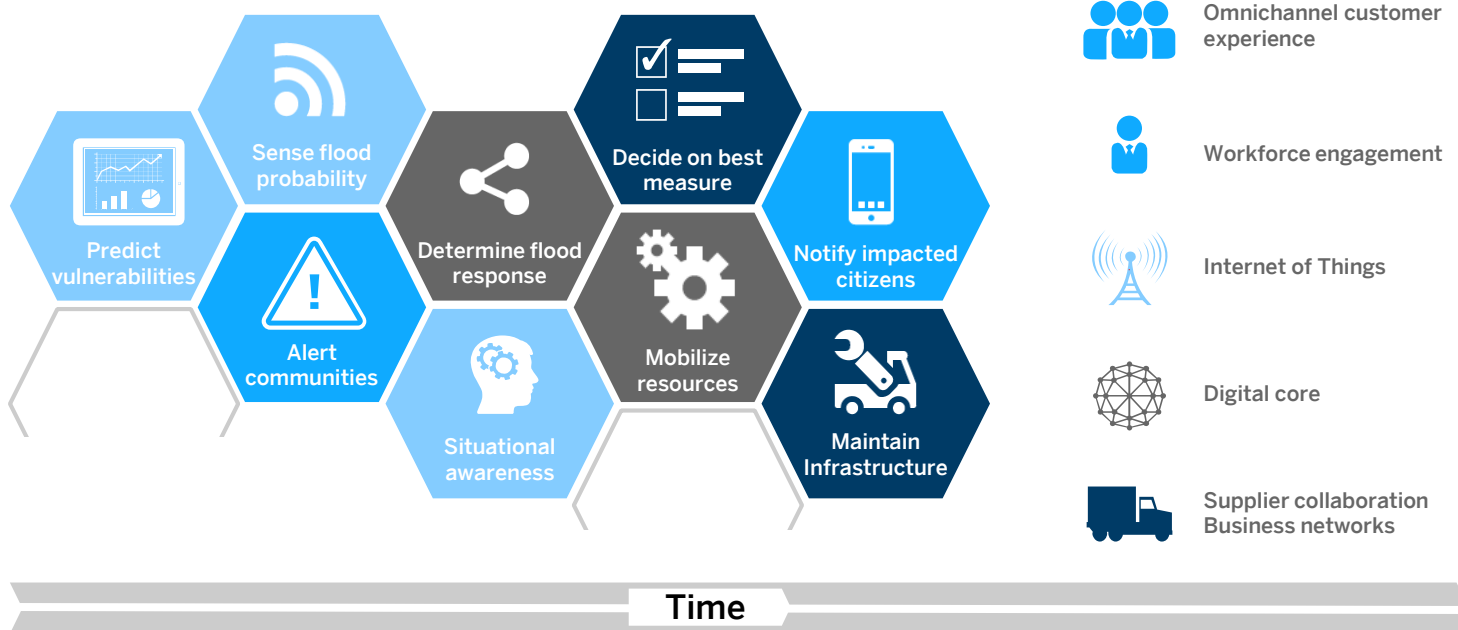 Sense flood
probability
Decide on best
measure
Predict
vulnerabilities
Determine flood
response
Notify impacted
citizens
Alert
communities
Mobilize
resources
Situational
awareness
Maintain
Infrastructure
Omnichannel customer
experience
Workforce engagement
Internet of Things
Digital core
Supplier collaboration
Business networks
Time